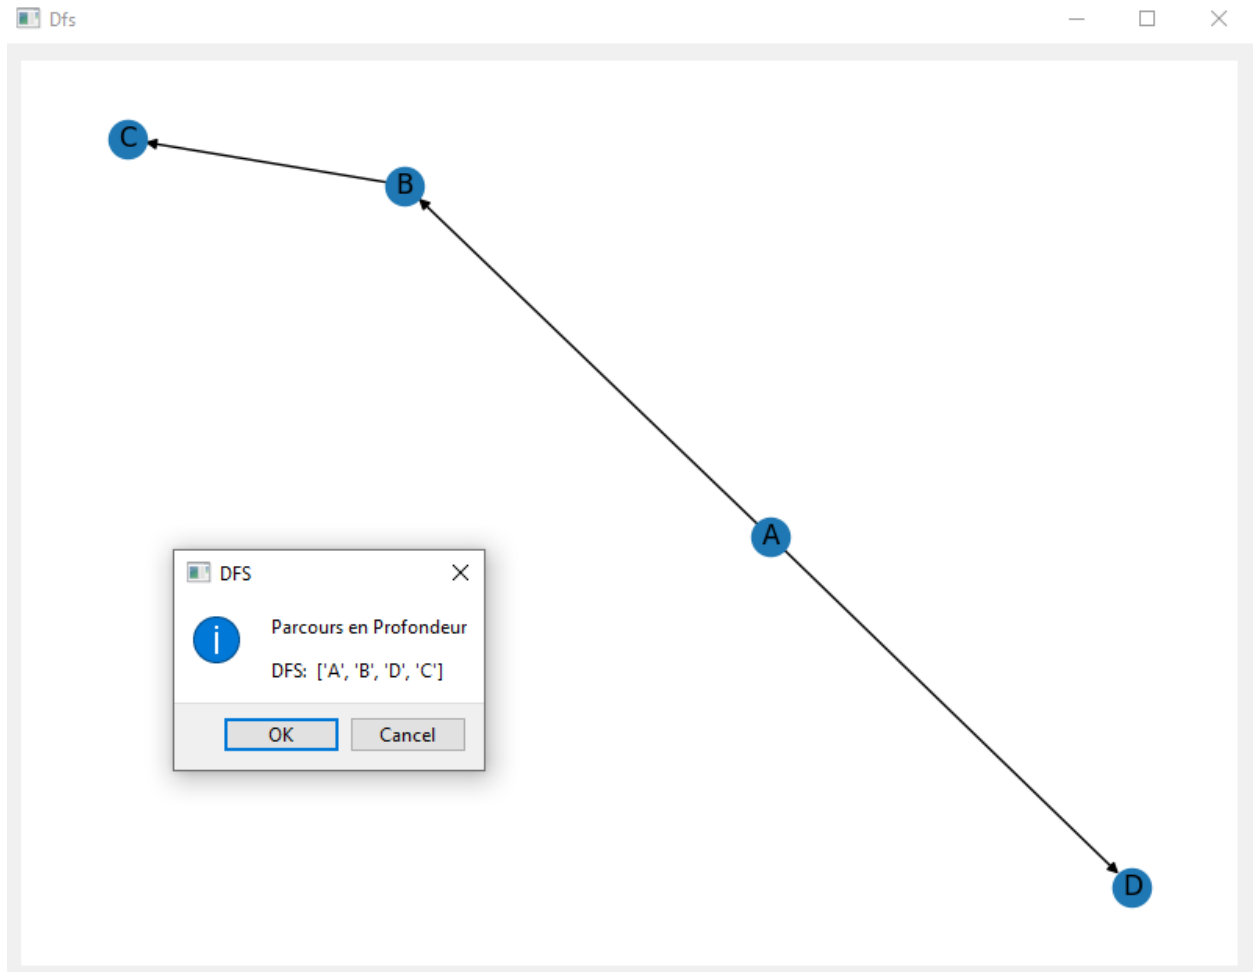 Dfs
C
B
A
DFS
Parcours en Profondeur
DFS: ['A', 'B', 'D', 'C']
OK
Cancel
D